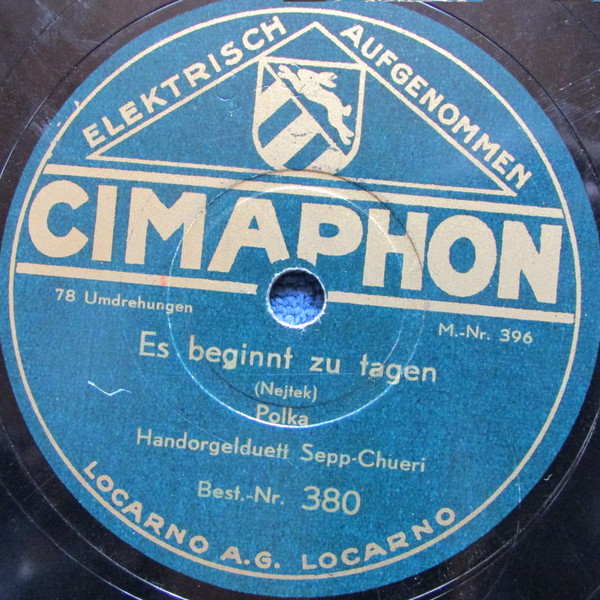 ELEKTRISCH AUFGENOMMEN
CIMAPHON
78 Umdrehungen
M.-Nr. 396
Es beginnt zu tagen
(Nejtek)
Polka
Handorgelduett Sepp-Chueri
Best.-Nr. 380
LOCARNO A.G. LOCARNO